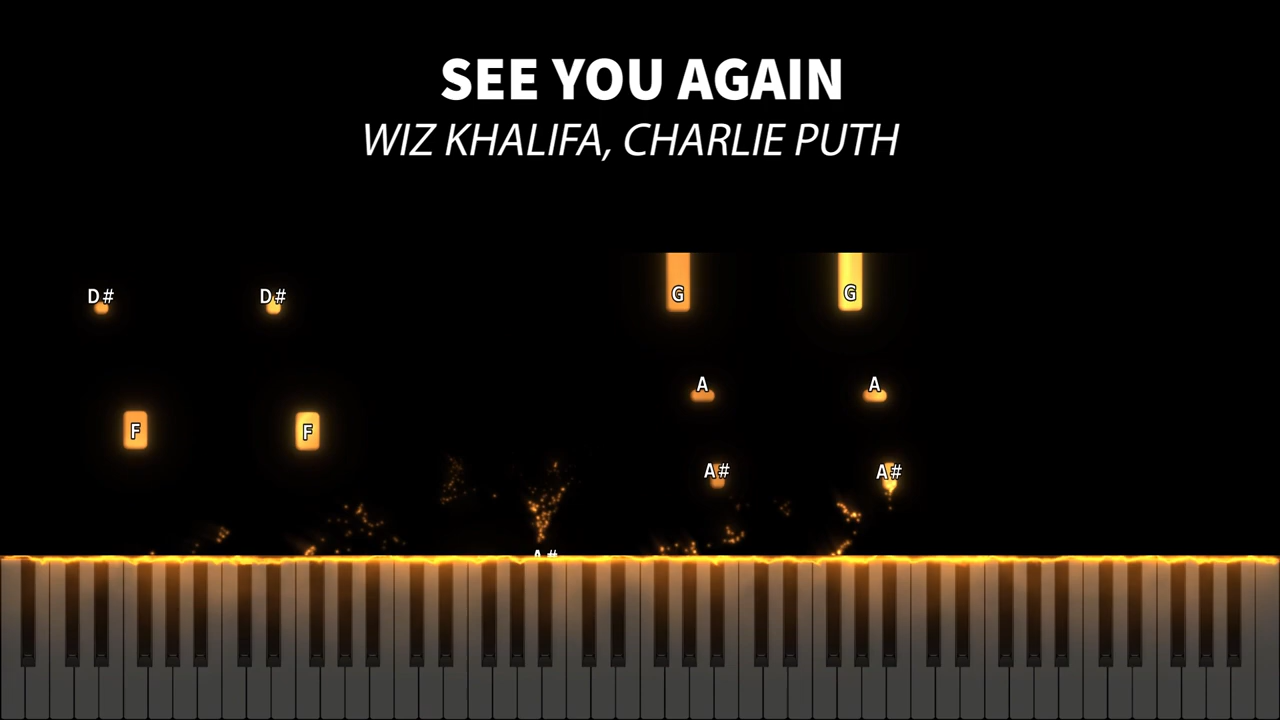 SEE YOU AGAIN
WIZ KHALIFA, CHARLIE PUTH
D# D# G G
A A
F F
A# A#
A#